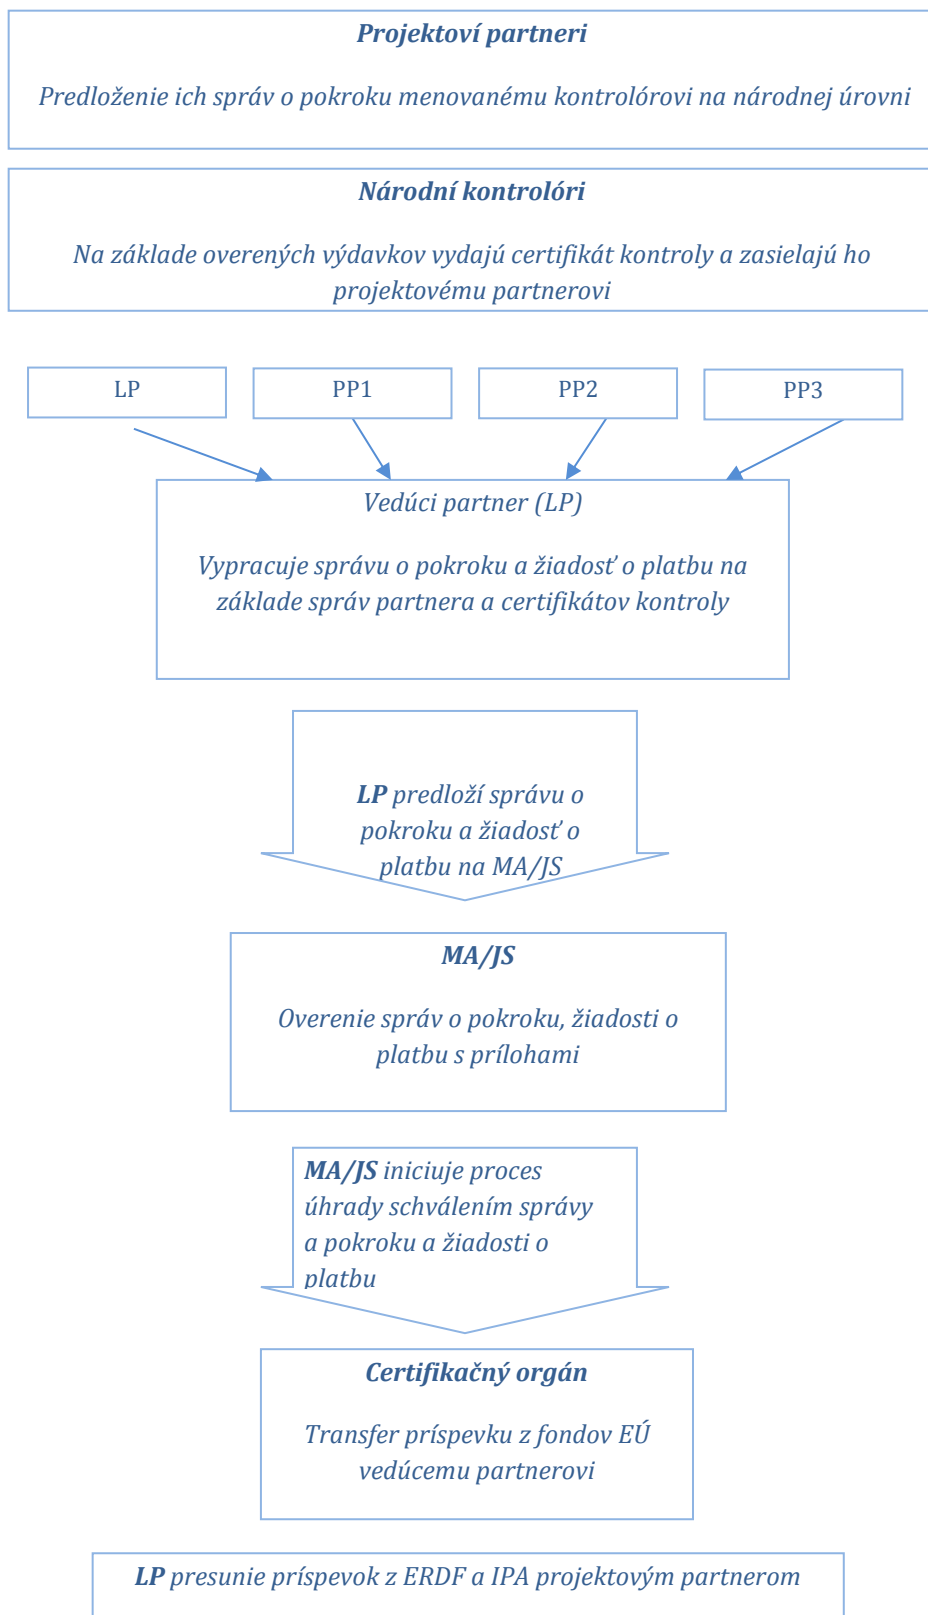 Projektoví partneri
Predloženie ich správ o pokroku menovanému kontrolórovi na národnej úrovni
Národní kontrolóri
Na základe overených výdavkov vydajú certifikát kontroly a zasielajú ho
projektovému partnerovi
LP
PP1
PP2
PP3
Vedúci partner (LP)
Vypracuje správu o pokroku a žiadosť o platbu na
základe správ partnera a certifikátov kontroly
LP predloží správu o
pokroku a žiadosť o
platbu na MA/JS
MA/JS
Overenie správ o pokroku, žiadosti o
platbu s prílohami
MA/JS iniciuje proces
úhrady schválením správy
a pokroku a žiadosti o
platbu
Certifikačný orgán
Transfer príspevku z fondov EÚ
vedúcemu partnerovi
LP presunie príspevok z ERDF a IPA projektovým partnerom